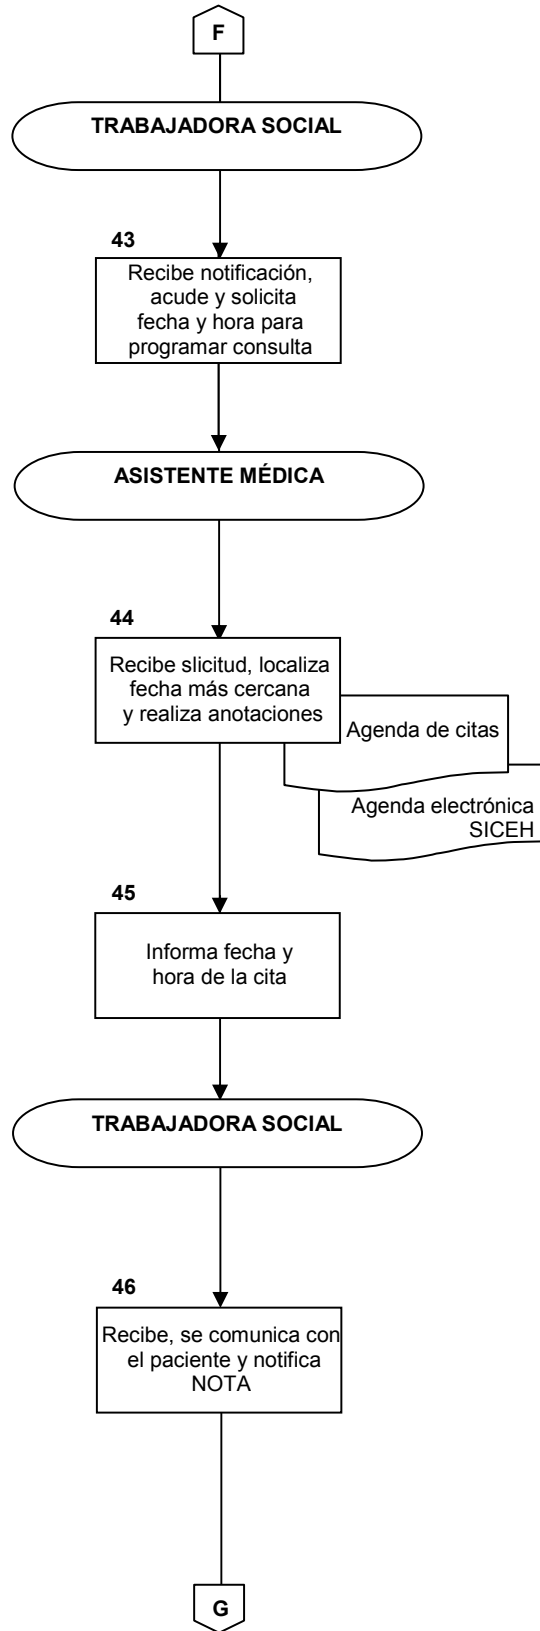 F
TRABAJADORA SOCIAL
43
Recibe notificación,
acude y solicita
fecha y hora para
programar consulta
ASISTENTE MÉDICA
44
Recibe slicitud, localiza
fecha más cercana
y realiza anotaciones
Agenda de citas
Agenda electrónica
SICEH
45
Informa fecha y
hora de la cita
TRABAJADORA SOCIAL
46
Recibe, se comunica con
el paciente y notifica
NOTA
G